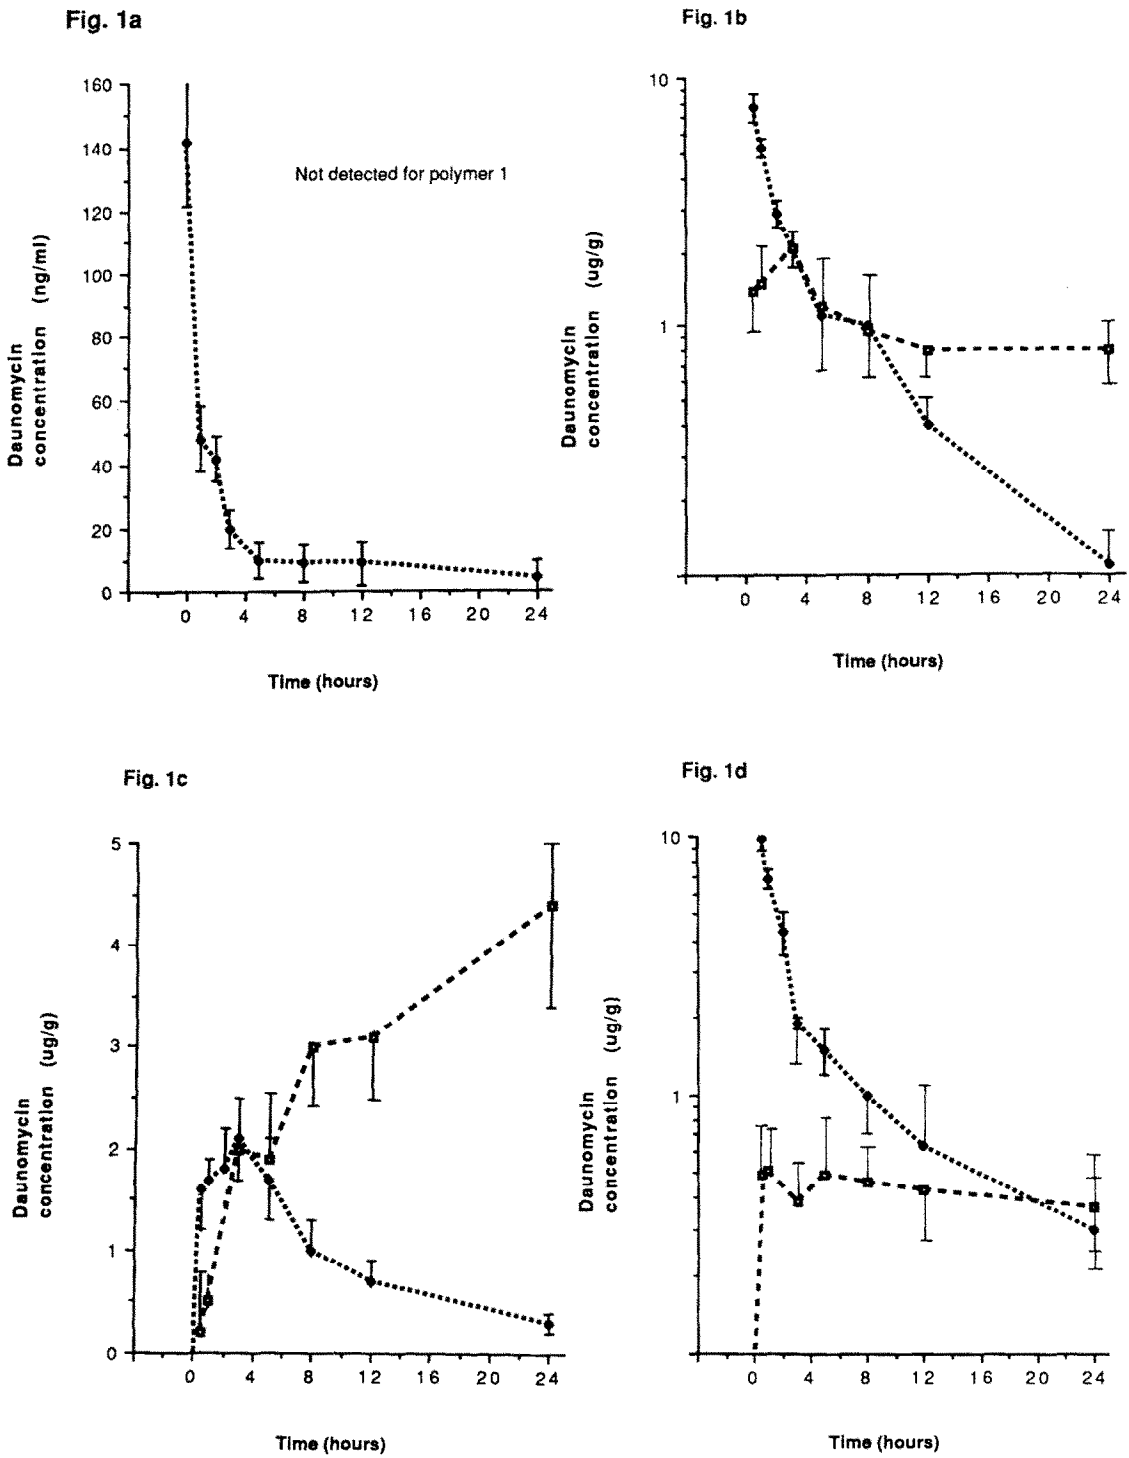 Fig. 1a
160
140
120
100
80
60
40
20
0
Daunomycin
concentration (ng/ml)
Not detected for polymer 1
0 4 8 12 16 20 24
Time (hours)
Fig. 1b
10
1
Daunomycin
concentration (ug/g)
0 4 8 12 16 20 24
Time (hours)
Fig. 1c
5
4
3
2
1
0
Daunomycin
concentration (ug/g)
0 4 8 12 16 20 24
Time (hours)
Fig. 1d
10
1
Daunomycin
concentration (ug/g)
0 4 8 12 16 20 24
Time (hours)